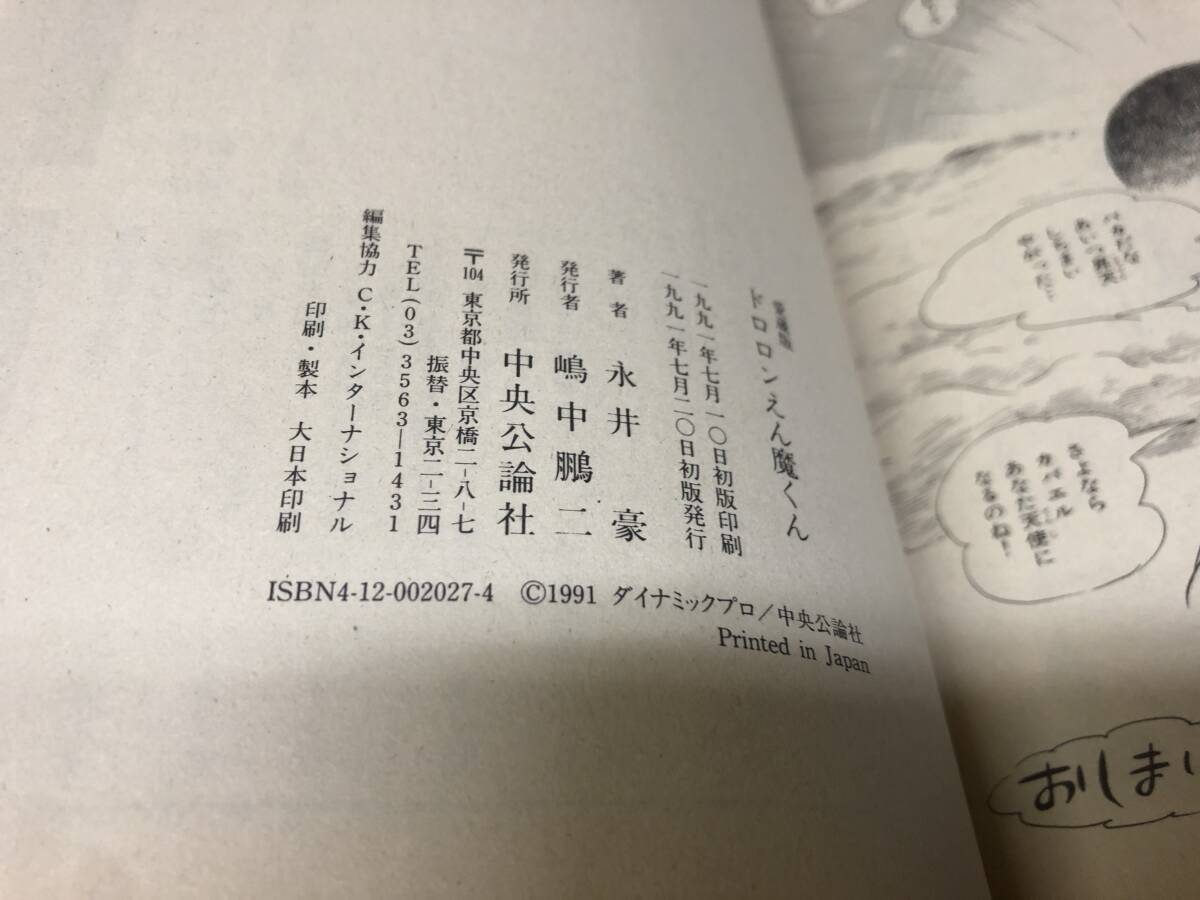 さよなら
カパエル
あなた天使に
なるのね!
おしまい
愛蔵版
ドロロンえん魔くん
一九九一年七月一〇日初版印刷
一九九一年七月二〇日初版発行
著者 永井豪
発行者 嶋中鵬二
発行所 中央公論社
〒104 東京都中央区京橋二-八-七
振替・東京二-三四
TEL(03)3563—1431
編集協力 C・K・インターナショナル
印刷・製本 大日本印刷
ISBN4-12-002027-4 ©1991 ダイナミックプロ/中央公論社
Printed in Japan